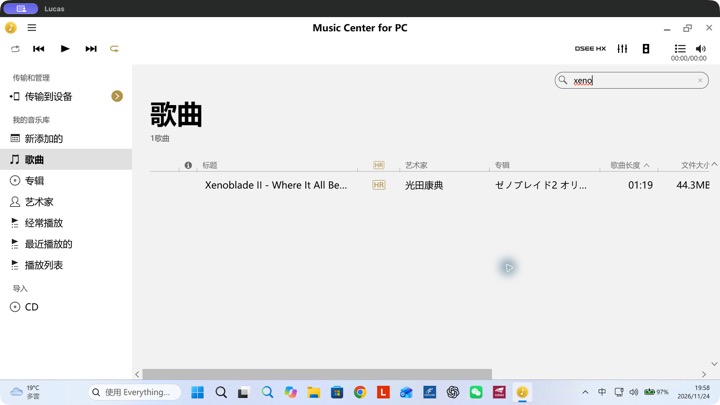 Lucas
Music Center for PC
DSEE HX
00:00/00:00
传输和管理
传输到设备
我的音乐库
新添加的
歌曲
专辑
艺术家
经常播放
最近播放的
播放列表
导入
CD
xeno
歌曲
1歌曲
标题 HR 艺术家 专辑 歌曲长度 文件大小
Xenoblade II - Where It All Be... HR 光田康典 ゼノブレイド2 オリ... 01:19 44.3MB
19°C
多云
使用 Everything...
中
97%
19:58
2026/11/24